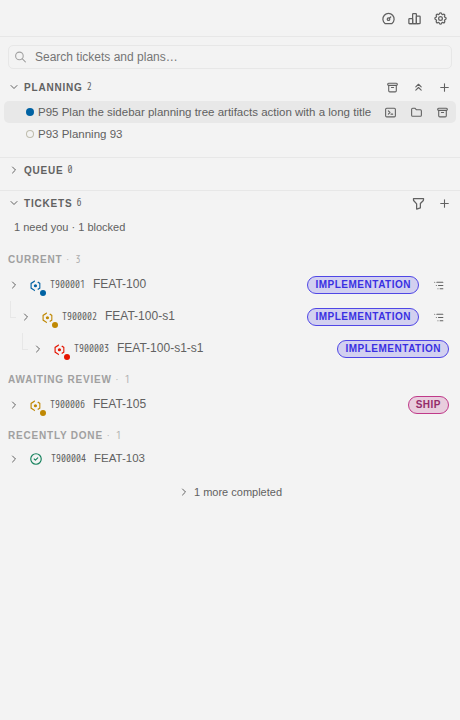 Search tickets and plans…
PLANNING 2
P95 Plan the sidebar planning tree artifacts action with a long title
P93 Planning 93
QUEUE 0
TICKETS 6
1 need you · 1 blocked
CURRENT · 3
T900001 FEAT-100 IMPLEMENTATION
T900002 FEAT-100-s1 IMPLEMENTATION
T900003 FEAT-100-s1-s1 IMPLEMENTATION
AWAITING REVIEW · 1
T900006 FEAT-105 SHIP
RECENTLY DONE · 1
T900004 FEAT-103
1 more completed